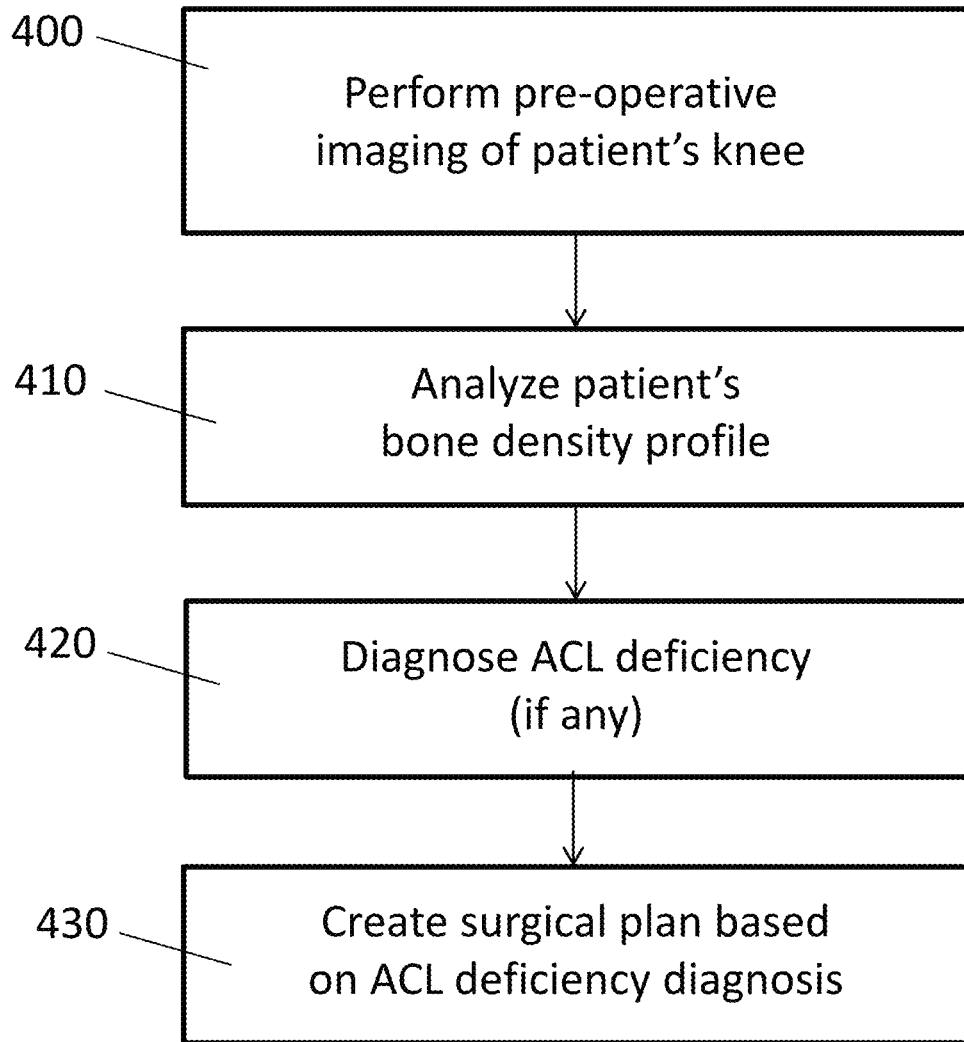 400
Perform pre-operative
imaging of patient’s knee
410
Analyze patient’s
bone density profile
420
Diagnose ACL deficiency
(if any)
430
Create surgical plan based
on ACL deficiency diagnosis